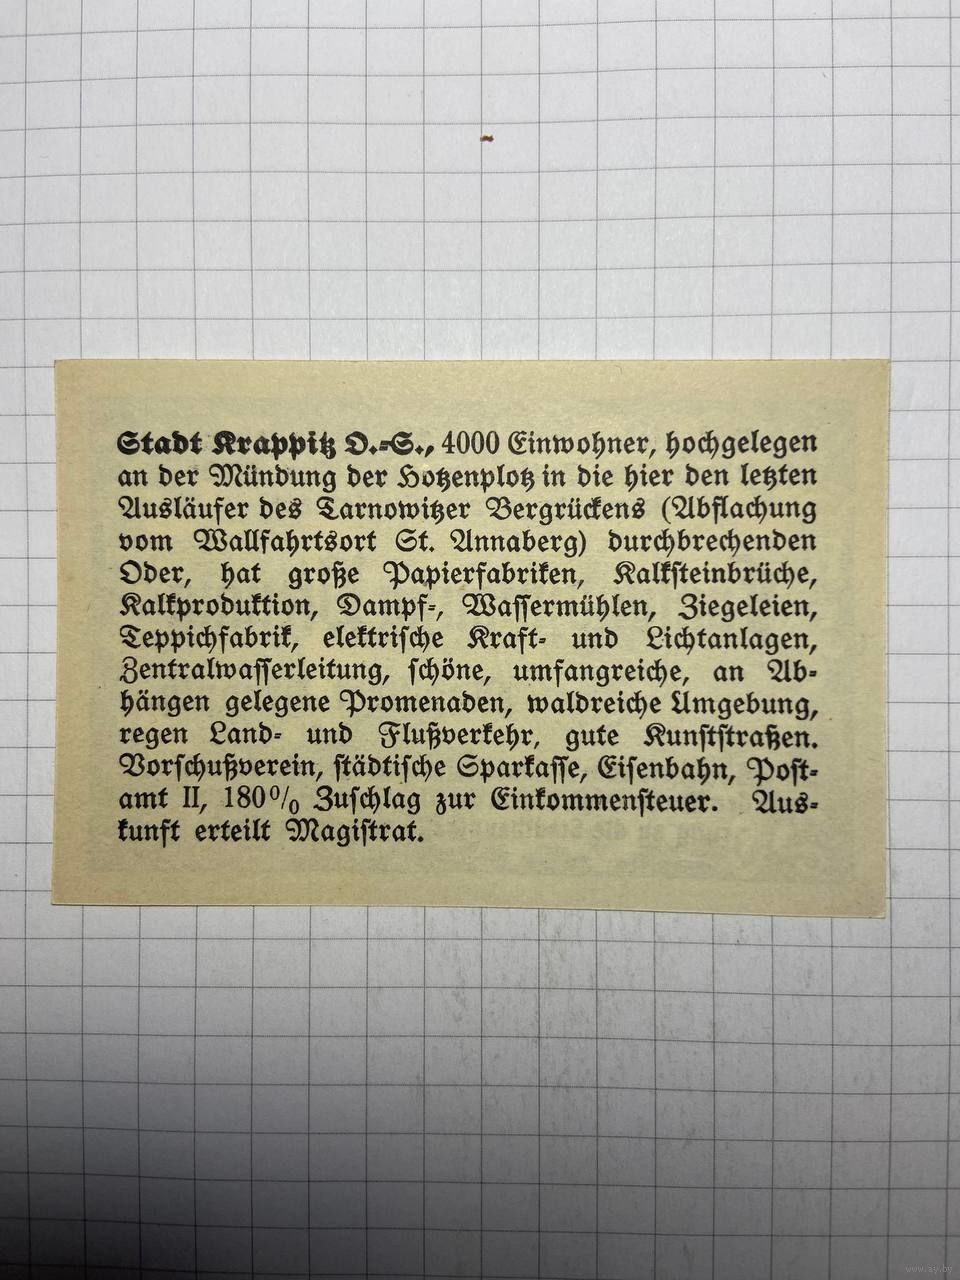 Stadt Krappitz O.-S., 4000 Einwohner, hochgelegen
an der Mündung der Hotzenplotz in die hier den letzten
Ausläufer des Tarnowitzer Bergrückens (Abflachung
vom Wallfahrtsort St. Annaberg) durchbrechenden
Oder, hat große Papierfabriken, Kalksteinbrüche,
Kalkproduktion, Dampf-, Wassermühlen, Ziegeleien,
Teppichfabrik, elektrische Kraft- und Lichtanlagen,
Zentralwasserleitung, schöne, umfangreiche, an Ab-
hängen gelegene Promenaden, waldreiche Umgebung,
regen Land- und Flußverkehr, gute Kunststraßen.
Vorschußverein, städtische Sparkasse, Eisenbahn, Post-
amt II, 180% Zuschlag zur Einkommensteuer. Aus-
kunft erteilt Magistrat.
www.ay.by